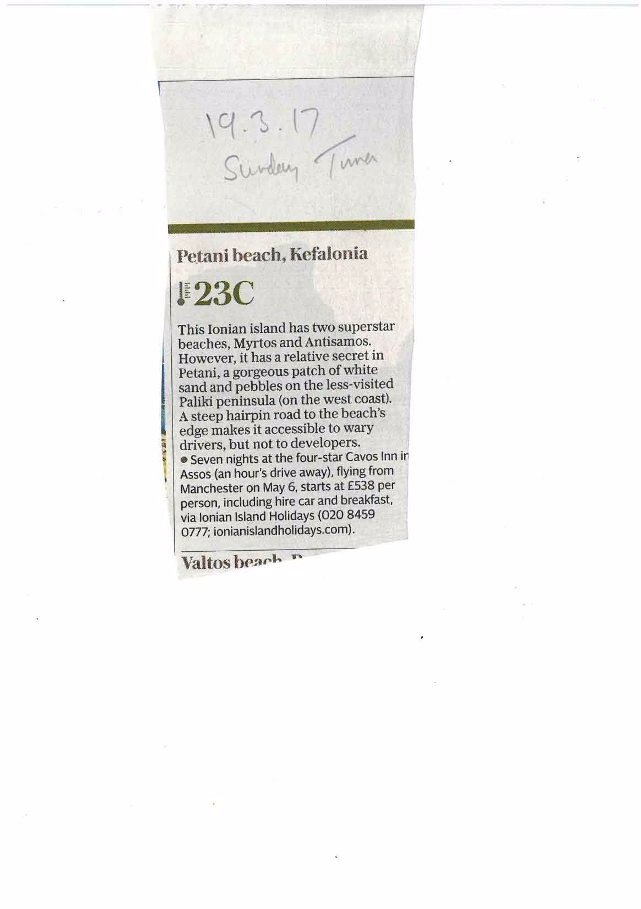 19.3.17
Sunday Times
Petani beach, Kefalonia
23C
This Ionian island has two superstar
beaches, Myrtos and Antisamos.
However, it has a relative secret in
Petani, a gorgeous patch of white
sand and pebbles on the less-visited
Paliki peninsula (on the west coast).
A steep hairpin road to the beach's
edge makes it accessible to wary
drivers, but not to developers.
● Seven nights at the four-star Cavos Inn in
Assos (an hour's drive away), flying from
Manchester on May 6, starts at £538 per
person, including hire car and breakfast,
via Ionian Island Holidays (020 8459
0777; ionianislandholidays.com).
Valtos beach